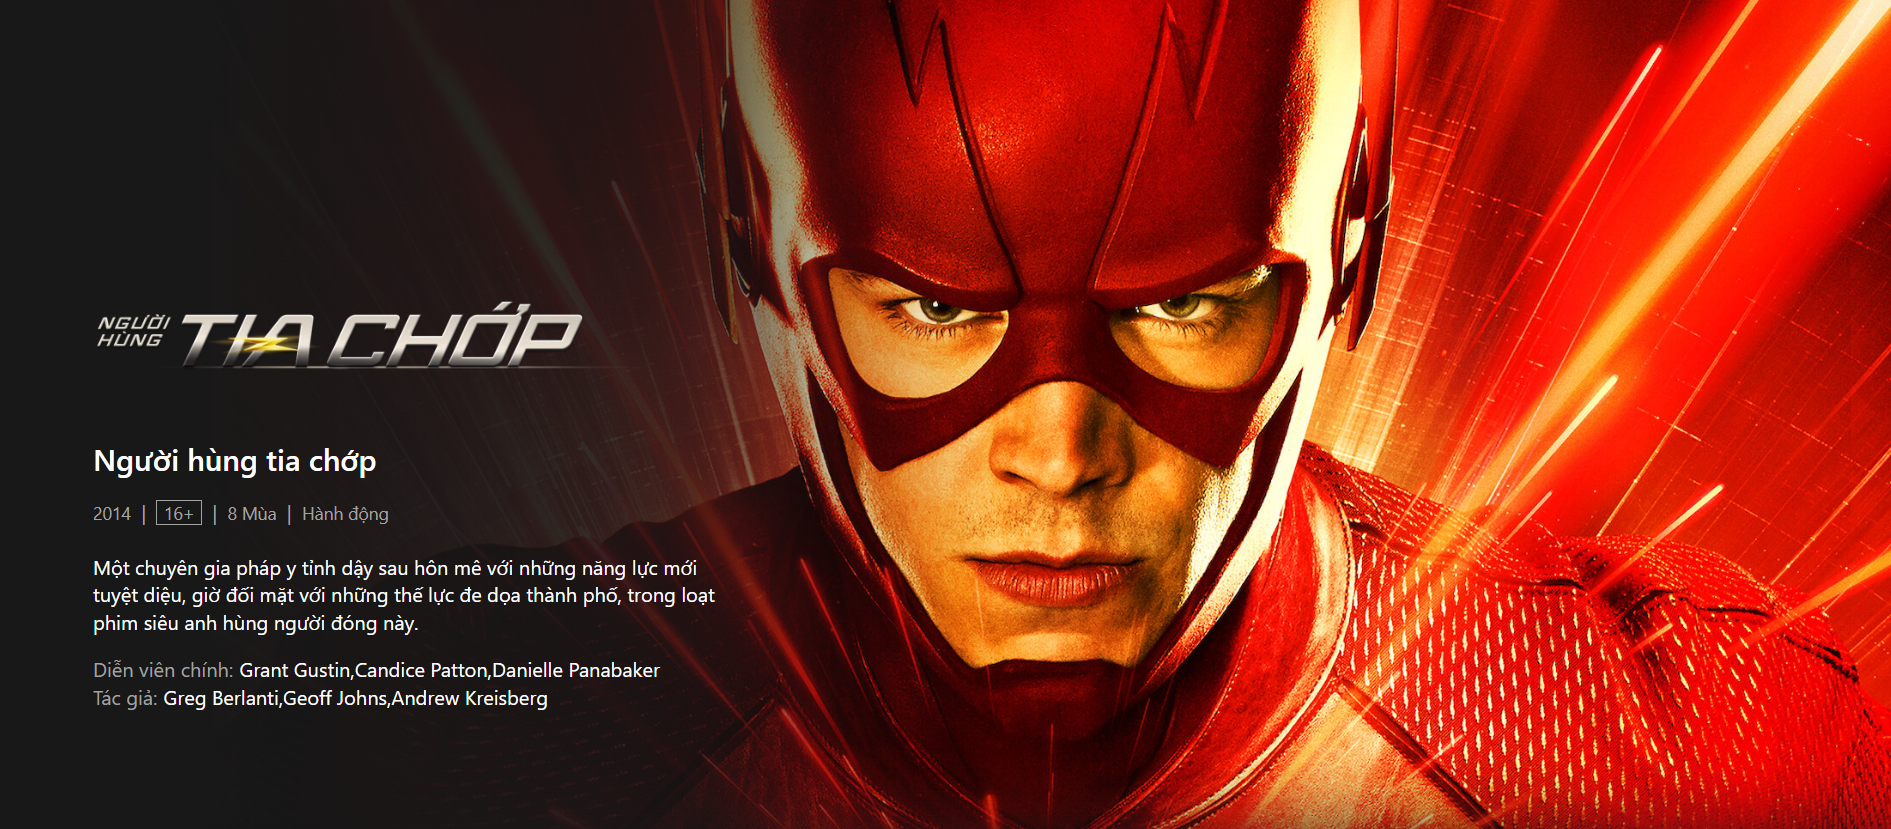 NGƯỜI HÙNG TIA CHỚP
Người hùng tia chớp
2014 | 16+ | 8 Mùa | Hành động
Một chuyên gia pháp y tỉnh dậy sau hôn mê với những năng lực mới
tuyệt diệu, giờ đối mặt với những thế lực đe dọa thành phố, trong loạt
phim siêu anh hùng người đóng này.
Diễn viên chính: Grant Gustin,Candice Patton,Danielle Panabaker
Tác giả: Greg Berlanti,Geoff Johns,Andrew Kreisberg